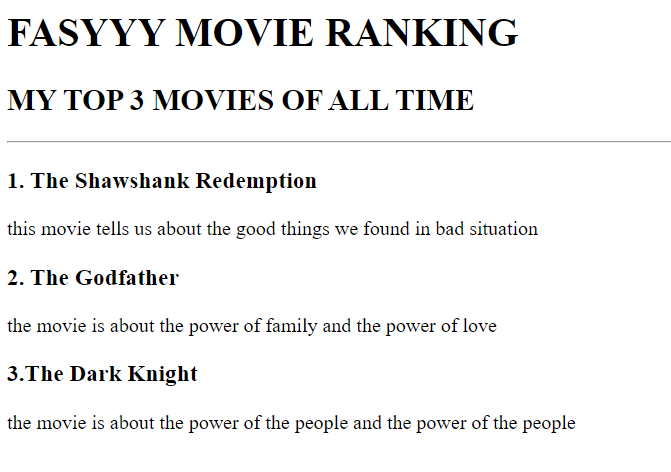 FASYYY MOVIE RANKING
MY TOP 3 MOVIES OF ALL TIME
1. The Shawshank Redemption
this movie tells us about the good things we found in bad situation
2. The Godfather
the movie is about the power of family and the power of love
3.The Dark Knight
the movie is about the power of the people and the power of the people